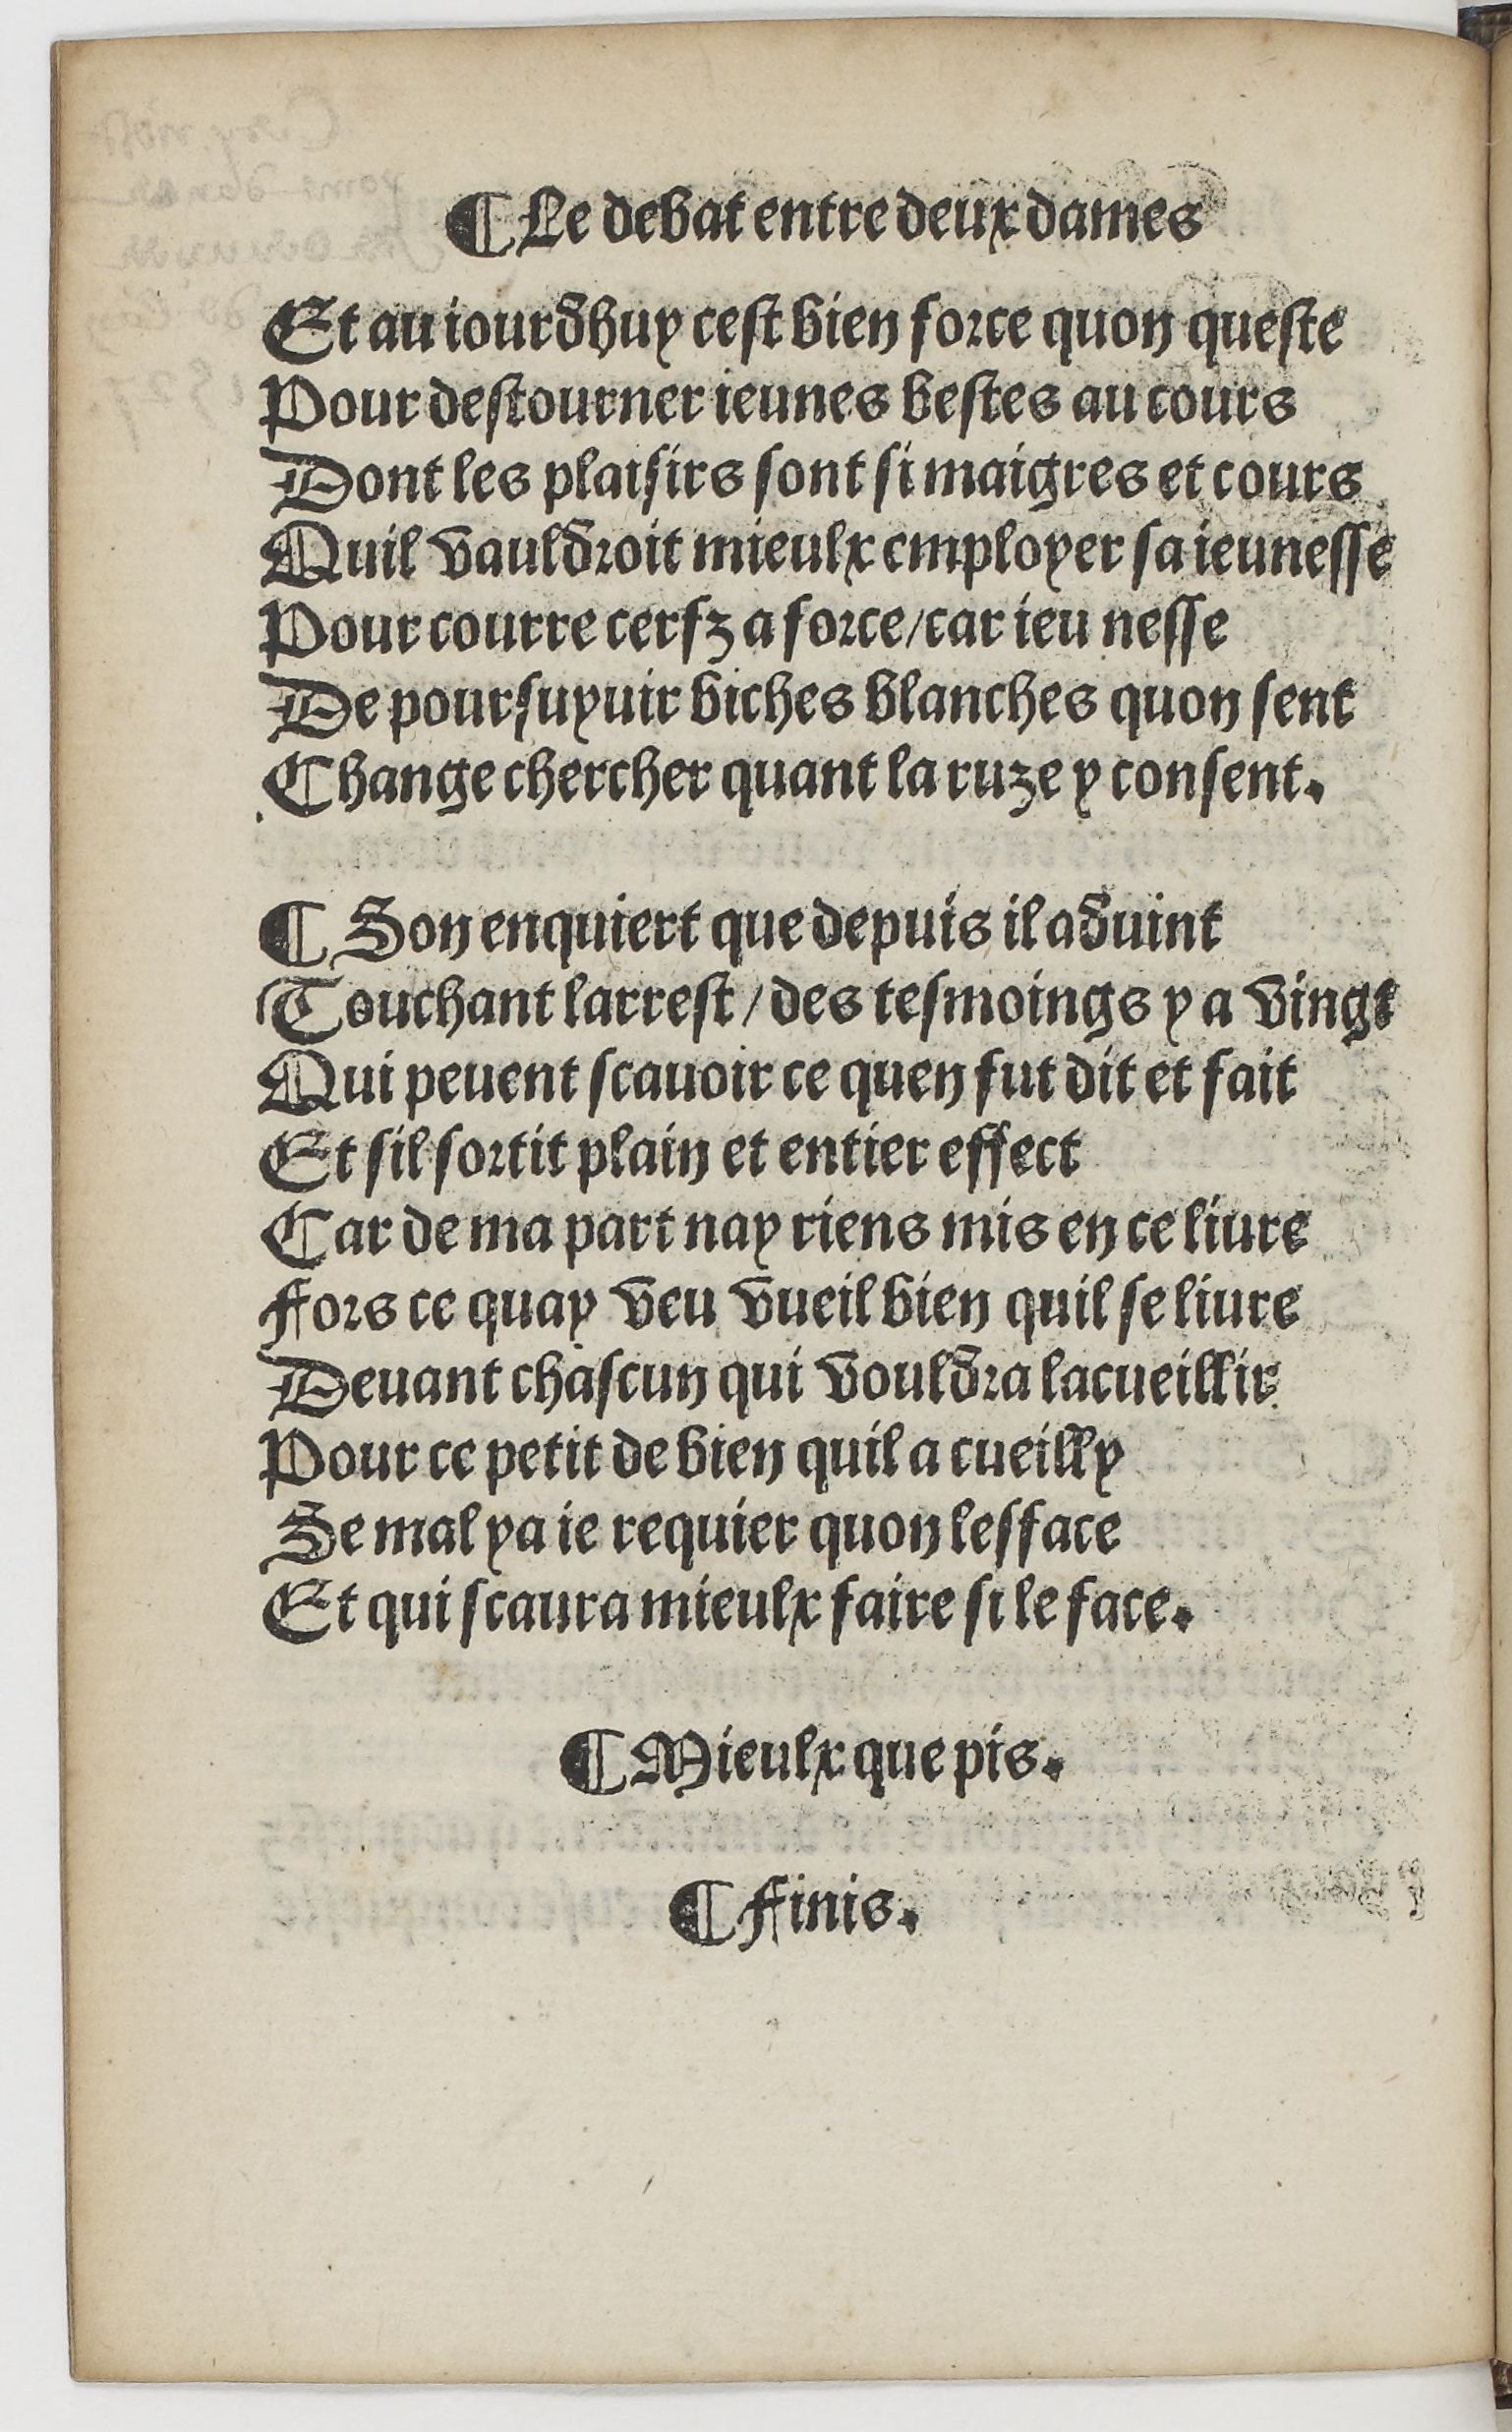 ¶ Le debat entre deux dames
Et au iourdhuy cest bien force quon queste
Pour destourner ieunes bestes au cours
Dont les plaisirs sont si maigres et cours
Quil vauldroit mieulx employer sa ieunesse
Pour courre cerfz a force/car ieu nesse
De poursuyuir biches blanches quon sent
Change chercher quant la ruze y consent.
¶ Son enquiert que depuis il aduint
Touchant larrest/des tesmoings y a vingt
Qui peuent scauoir ce quen fut dit et fait
Et sil sortit plain et entier effect
Car de ma part nay riens mis en ce liure
Fors ce quay veu vueil bien quil se liure
Deuant chascun qui vouldra lacueillir
Pour ce petit de bien quil a cueilly
Se mal ya ie requier quon lesface
Et qui scaura mieulx faire si le face.
¶ Mieulx que pis.
¶ Finis.